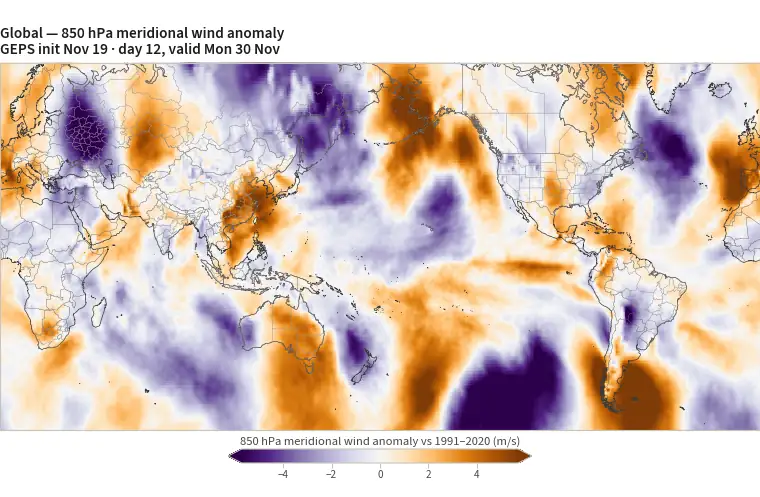 Global — 850 hPa meridional wind anomaly
GEPS init Nov 19 · day 12, valid Mon 30 Nov
850 hPa meridional wind anomaly vs 1991–2020 (m/s)
−4 −2 0 2 4